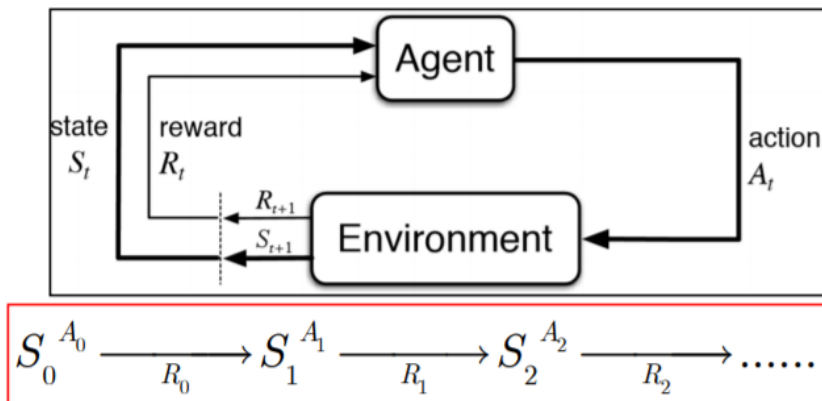 Agent
state
S_t
reward
R_t
action
A_t
R_{t+1}
S_{t+1}
Environment
S_0 A_0 R_0 S_1 A_1 R_1 S_2 A_2 R_2 ......